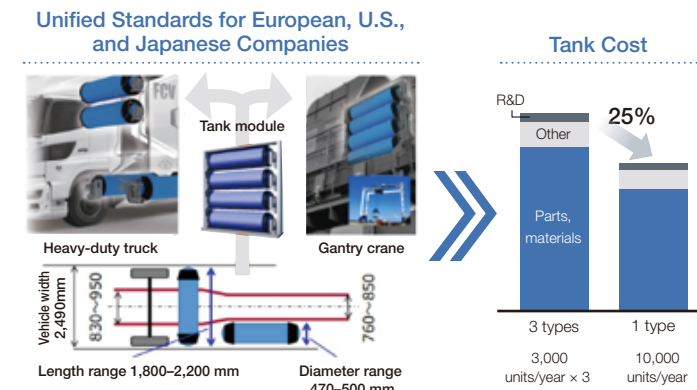 Unified Standards for European, U.S.,
and Japanese Companies
FCV
Tank module
Heavy-duty truck
Gantry crane
Vehicle width
2,490mm
830~950
760~850
Length range 1,800–2,200 mm
Diameter range
470–500 mm
Tank Cost
R&D
25%
Other
Parts,
materials
3 types
1 type
3,000
units/year × 3
10,000
units/year